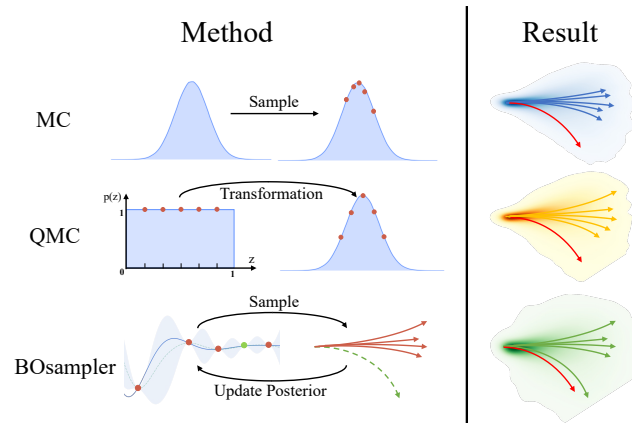 Method
Result
MC
Sample
QMC
p(z)
1
Transformation
0
1
z
BOsampler
Sample
Update Posterior